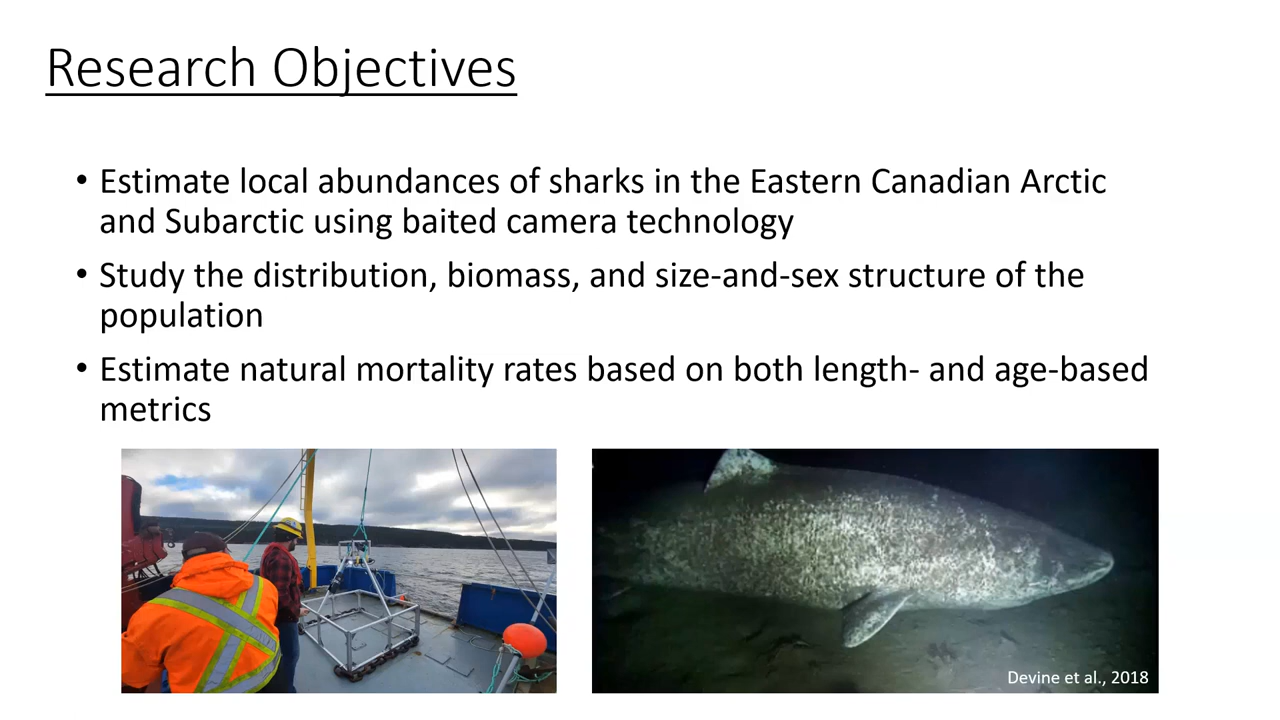 Research Objectives
• Estimate local abundances of sharks in the Eastern Canadian Arctic
and Subarctic using baited camera technology
• Study the distribution, biomass, and size-and-sex structure of the
population
• Estimate natural mortality rates based on both length- and age-based
metrics
Devine et al., 2018